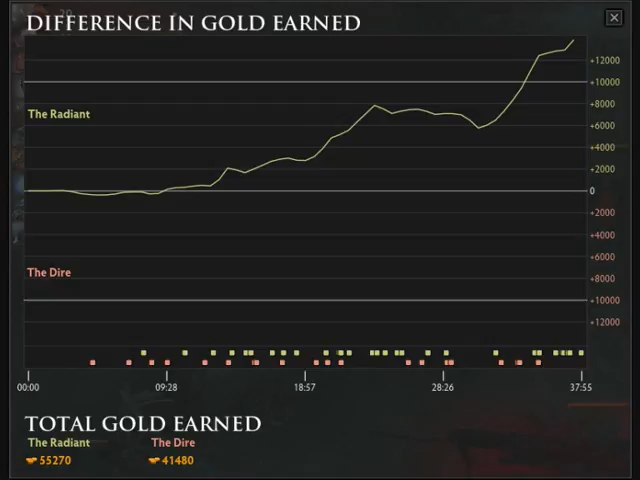 DIFFERENCE IN GOLD EARNED
+12000
+10000
+8000
The Radiant
+6000
+4000
+2000
0
+2000
+4000
+6000
The Dire
+8000
+10000
+12000
00:00 09:28 18:57 28:26 37:55
TOTAL GOLD EARNED
The Radiant The Dire
55270 41480